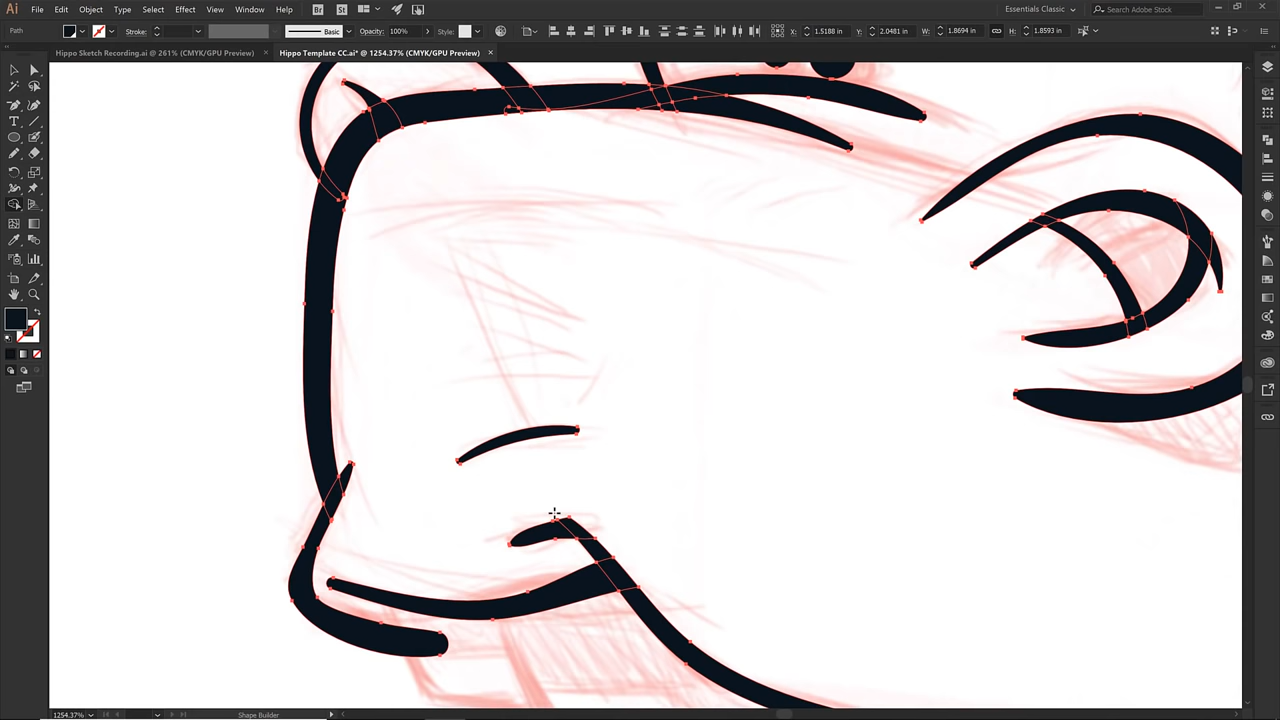 Ai File Edit Object Type Select Effect View Window Help Br St Essentials Classic Search Adobe Stock
Path Stroke: Basic Opacity: 100% Style: X: 1.5188 in Y: 2.0481 in W: 1.8694 in H: 1.8593 in
Hippo Sketch Recording.ai @ 261% (CMYK/GPU Preview) × Hippo Template CC.ai* @ 1254.37% (CMYK/GPU Preview) ×
1254.37% Shape Builder